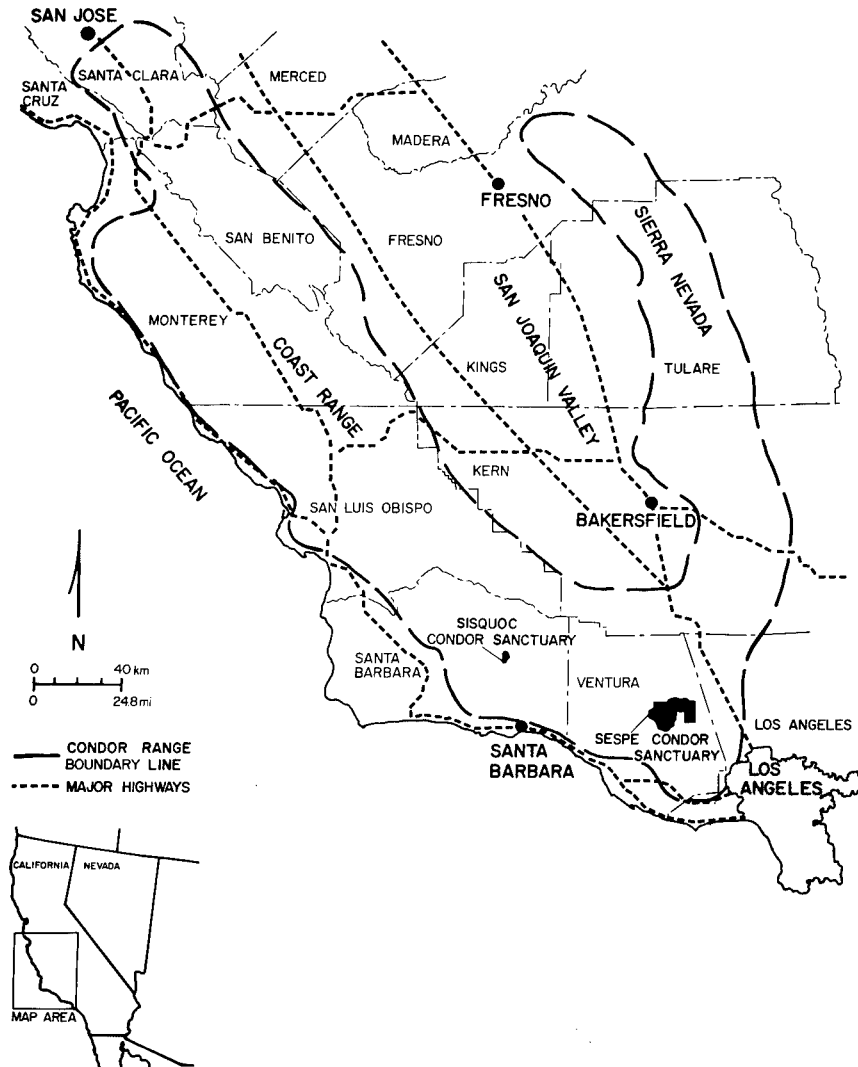 SAN JOSE
SANTA CLARA
MERCED
SANTA
CRUZ
MADERA
FRESNO
SAN BENITO
FRESNO
SIERRA NEVADA
SAN JOAQUIN VALLEY
MONTEREY
COAST RANGE
KINGS
TULARE
PACIFIC OCEAN
KERN
SAN LUIS OBISPO
BAKERSFIELD
N
SISQUOC
CONDOR SANCTUARY
SANTA
BARBARA
VENTURA
0 40 km
0 24.8 mi
LOS ANGELES
SESPE CONDOR
SANCTUARY
SANTA
BARBARA
LOS
ANGELES
CONDOR RANGE
BOUNDARY LINE
MAJOR HIGHWAYS
CALIFORNIA
NEVADA
MAP AREA